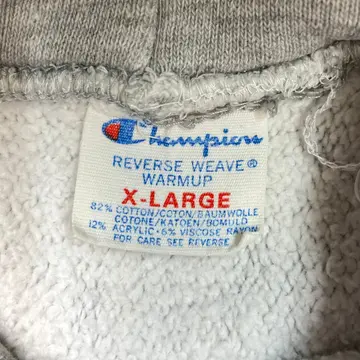 Champion
REVERSE WEAVE®
WARMUP
X-LARGE
82% COTTON/COTON/BAUMWOLLE
COTONE/KATOEN/BOMULD
12% ACRYLIC·6% VISCOSE RAYON
FOR CARE SEE REVERSE